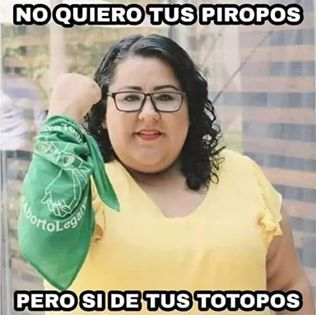 NO QUIERO TUS PIROPOS
AbortoLegal
PERO SI DE TUS TOTOPOS